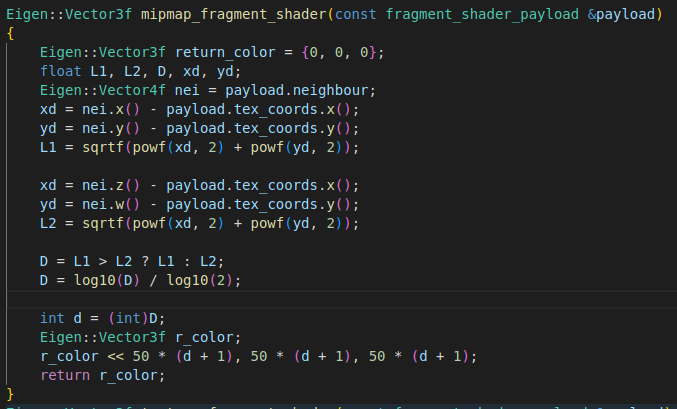 Eigen::Vector3f mipmap_fragment_shader(const fragment_shader_payload &payload)
{
    Eigen::Vector3f return_color = {0, 0, 0};
    float L1, L2, D, xd, yd;
    Eigen::Vector4f nei = payload.neighbour;
    xd = nei.x() - payload.tex_coords.x();
    yd = nei.y() - payload.tex_coords.y();
    L1 = sqrtf(powf(xd, 2) + powf(yd, 2));
    xd = nei.z() - payload.tex_coords.x();
    yd = nei.w() - payload.tex_coords.y();
    L2 = sqrtf(powf(xd, 2) + powf(yd, 2));
    D = L1 > L2 ? L1 : L2;
    D = log10(D) / log10(2);
    int d = (int)D;
    Eigen::Vector3f r_color;
    r_color << 50 * (d + 1), 50 * (d + 1), 50 * (d + 1);
    return r_color;
}